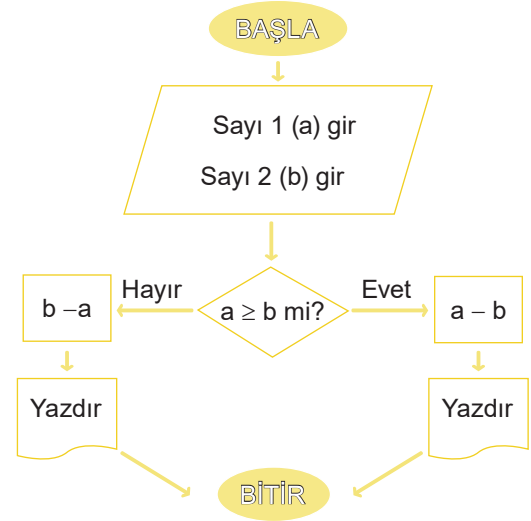 BAŞLA
Sayı 1 (a) gir
Sayı 2 (b) gir
Hayır
Evet
b –a
a ≥ b mi?
a – b
Yazdır
Yazdır
BİTİR